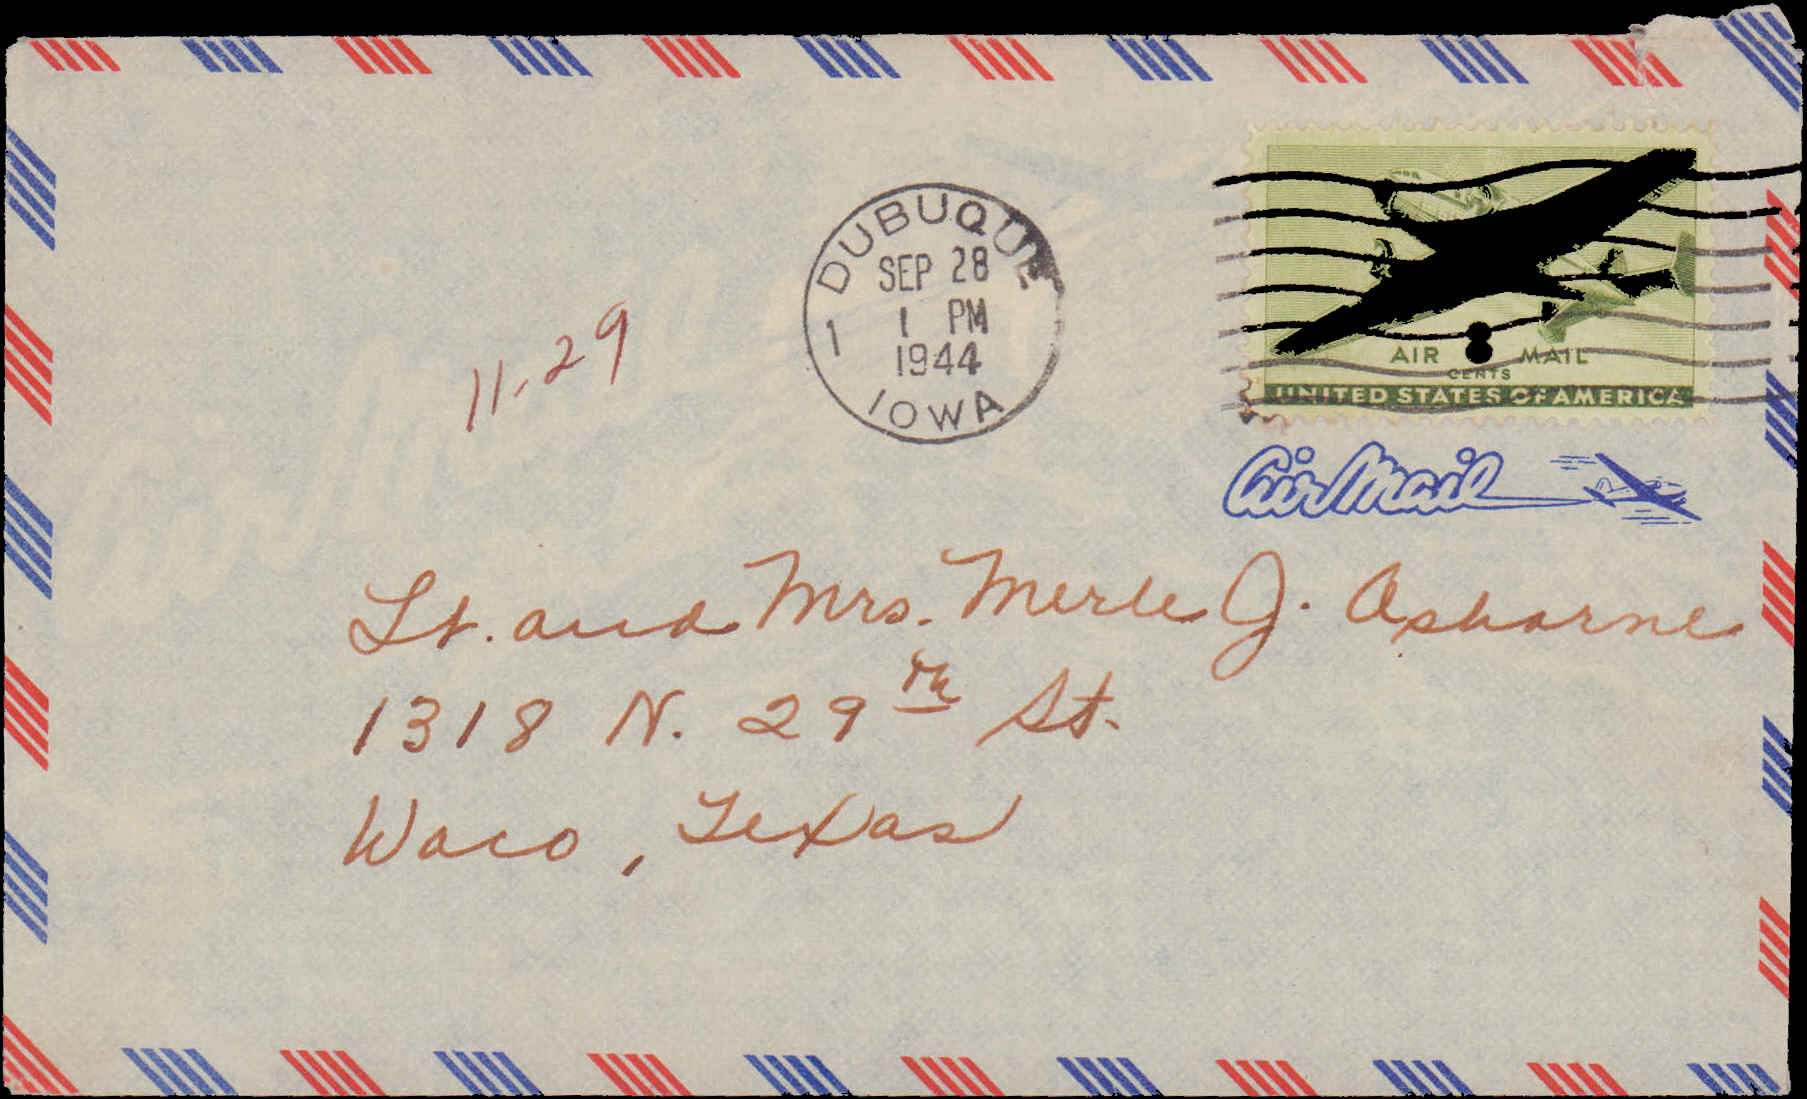 DUBUQUE
SEP 28
1 PM
1944
1
IOWA
11-29
AIR MAIL
CENTS
UNITED STATES OF AMERICA
Air Mail
Lt. and Mrs. Merle J. Osborne
1318 N. 29th St.
Waco, Texas